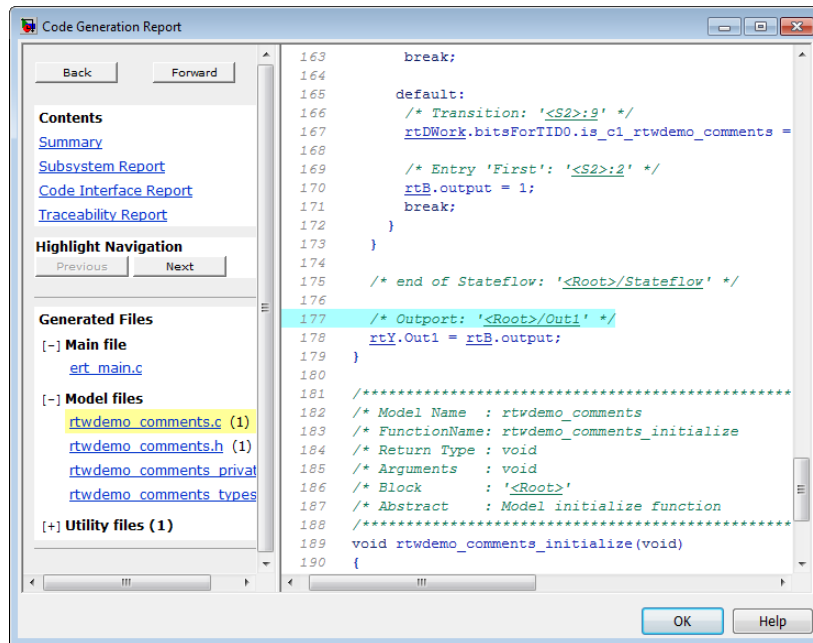 Code Generation Report
Back Forward
Contents
Summary
Subsystem Report
Code Interface Report
Traceability Report
Highlight Navigation
Previous Next
Generated Files
[-] Main file
ert_main.c
[-] Model files
rtwdemo_comments.c (1)
rtwdemo_comments.h (1)
rtwdemo_comments_privat
rtwdemo_comments_types
[+] Utility files (1)
163 break;
164
165 default:
166 /* Transition: '<S2>:9' */
167 rtDWork.bitsForTID0.is_c1_rtwdemo_comments =
168
169 /* Entry 'First': '<S2>:2' */
170 rtB.output = 1;
171 break;
172 }
173 }
174
175 /* end of Stateflow: '<Root>/Stateflow' */
176
177 /* Outport: '<Root>/Out1' */
178 rtY.Out1 = rtB.output;
179 }
180
181 /***************************************************
182 /* Model Name : rtwdemo_comments
183 /* FunctionName: rtwdemo_comments_initialize
184 /* Return Type : void
185 /* Arguments : void
186 /* Block : '<Root>'
187 /* Abstract : Model initialize function
188 /***************************************************
189 void rtwdemo_comments_initialize(void)
190 {
OK Help